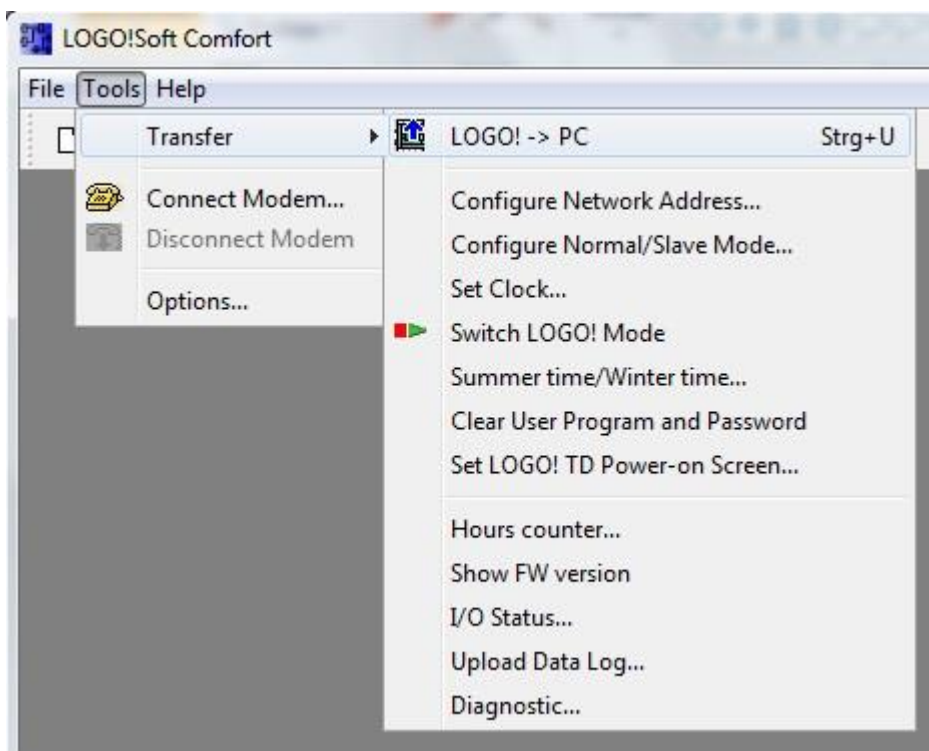 LOGO!Soft Comfort
File Tools Help
Transfer
Connect Modem...
Disconnect Modem
Options...
LOGO! -> PC Strg+U
Configure Network Address...
Configure Normal/Slave Mode...
Set Clock...
Switch LOGO! Mode
Summer time/Winter time...
Clear User Program and Password
Set LOGO! TD Power-on Screen...
Hours counter...
Show FW version
I/O Status...
Upload Data Log...
Diagnostic...